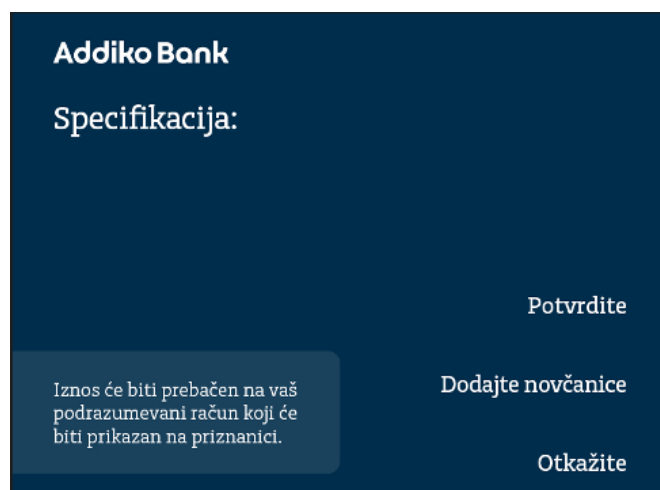 Addiko Bank
Specifikacija:
Potvrdite
Iznos će biti prebačen na vaš
podrazumevani račun koji će
biti prikazan na priznanici.
Dodajte novčanice
Otkažite